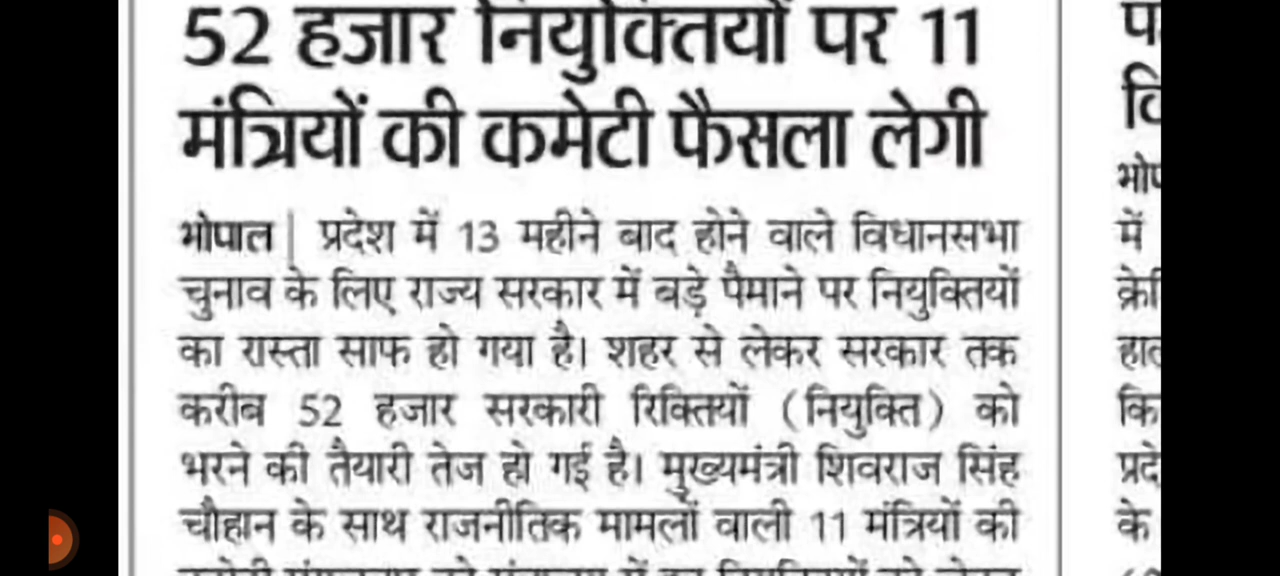 52 हजार नियुक्तियों पर 11
मंत्रियों की कमेटी फैसला लेगी
भोपाल| प्रदेश में 13 महीने बाद होने वाले विधानसभा
चुनाव के लिए राज्य सरकार में बड़े पैमाने पर नियुक्तियों
का रास्ता साफ हो गया है। शहर से लेकर सरकार तक
करीब 52 हजार सरकारी रिक्तियों (नियुक्ति) को
भरने की तैयारी तेज हो गई है। मुख्यमंत्री शिवराज सिंह
चौहान के साथ राजनीतिक मामलों वाली 11 मंत्रियों की
में
के